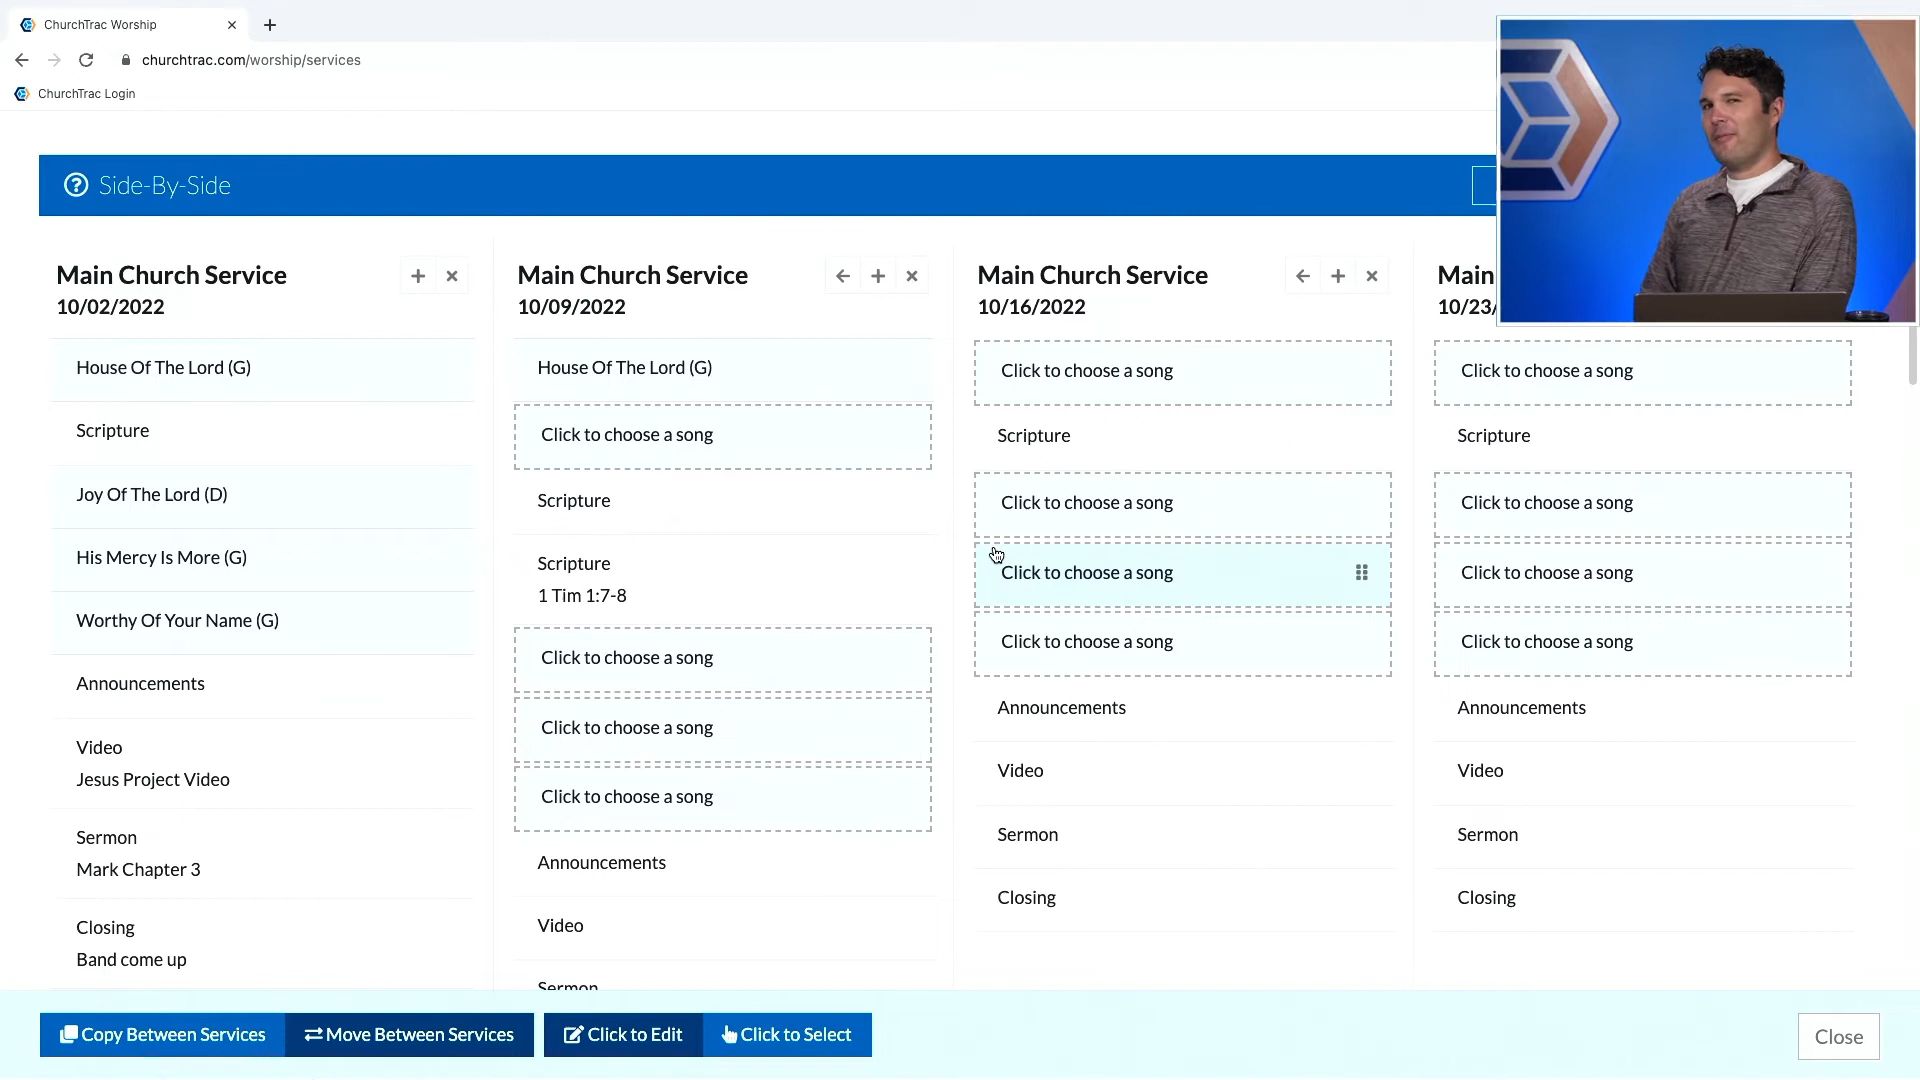 ChurchTrac Worship
churchtrac.com/worship/services
ChurchTrac Login
Side-By-Side
Main Church Service
10/02/2022
House Of The Lord (G)
Scripture
Joy Of The Lord (D)
His Mercy Is More (G)
Worthy Of Your Name (G)
Announcements
Video
Jesus Project Video
Sermon
Mark Chapter 3
Closing
Band come up
Main Church Service
10/09/2022
House Of The Lord (G)
Click to choose a song
Scripture
Scripture
1 Tim 1:7-8
Click to choose a song
Click to choose a song
Click to choose a song
Announcements
Video
Sermon
Main Church Service
10/16/2022
Click to choose a song
Scripture
Click to choose a song
Click to choose a song
Click to choose a song
Announcements
Video
Sermon
Closing
Main
10/23/
Click to choose a song
Scripture
Click to choose a song
Click to choose a song
Click to choose a song
Announcements
Video
Sermon
Closing
Copy Between Services
Move Between Services
Click to Edit
Click to Select
Close